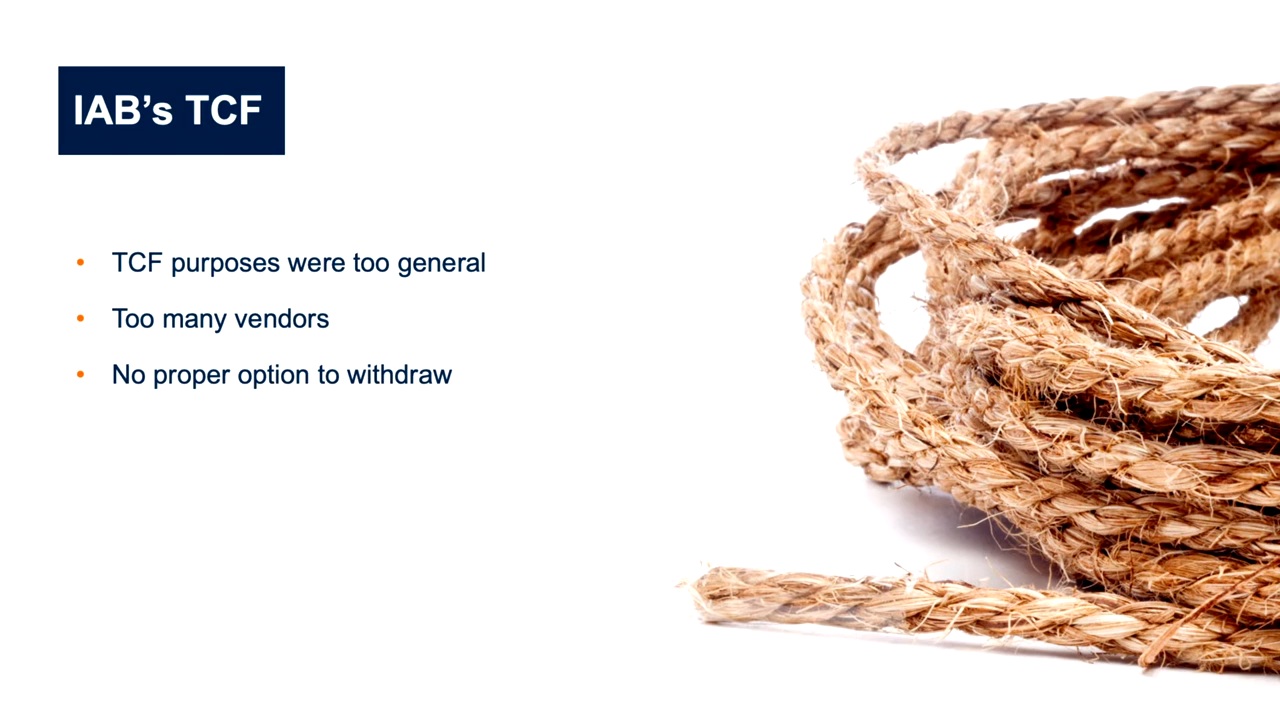 IAB’s TCF
• TCF purposes were too general
• Too many vendors
• No proper option to withdraw